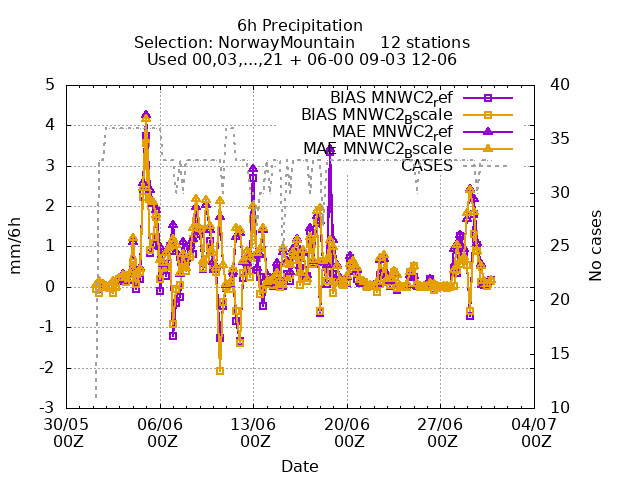 6h Precipitation
Selection: NorwayMountain 12 stations
Used 00,03,...,21 + 06-00 09-03 12-06
BIAS MNWC2_ref
BIAS MNWC2_Bscale
MAE MNWC2_ref
MAE MNWC2_Bscale
CASES
mm/6h
5
4
3
2
1
0
-1
-2
-3
No cases
40
35
30
25
20
15
10
30/05 06/06 13/06 20/06 27/06 04/07
00Z 00Z 00Z 00Z 00Z 00Z
Date